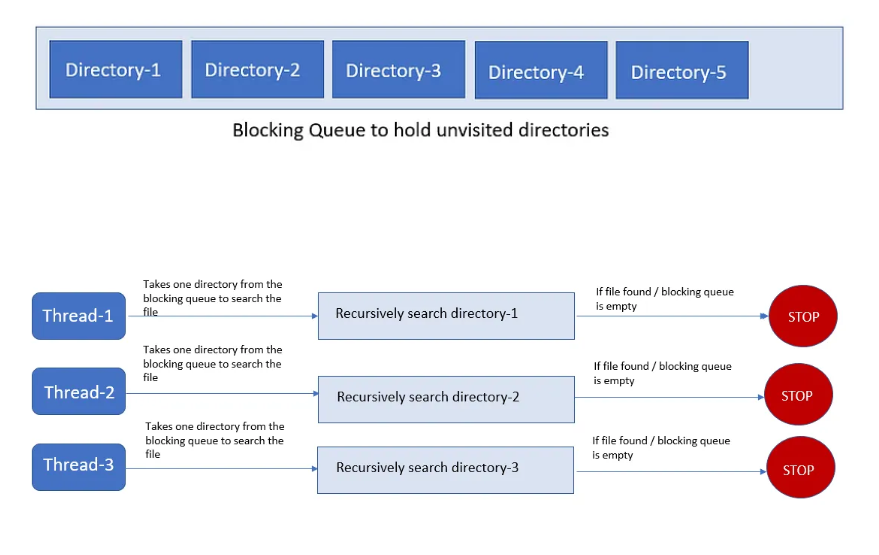 Directory-1
Directory-2
Directory-3
Directory-4
Directory-5
Blocking Queue to hold unvisited directories
Thread-1
Takes one directory from the
blocking queue to search the
file
Recursively search directory-1
If file found / blocking queue
is empty
STOP
Thread-2
Takes one directory from the
blocking queue to search the
file
Recursively search directory-2
If file found / blocking queue
is empty
STOP
Thread-3
Takes one directory from the
blocking queue to search the
file
Recursively search directory-3
If file found / blocking queue
is empty
STOP